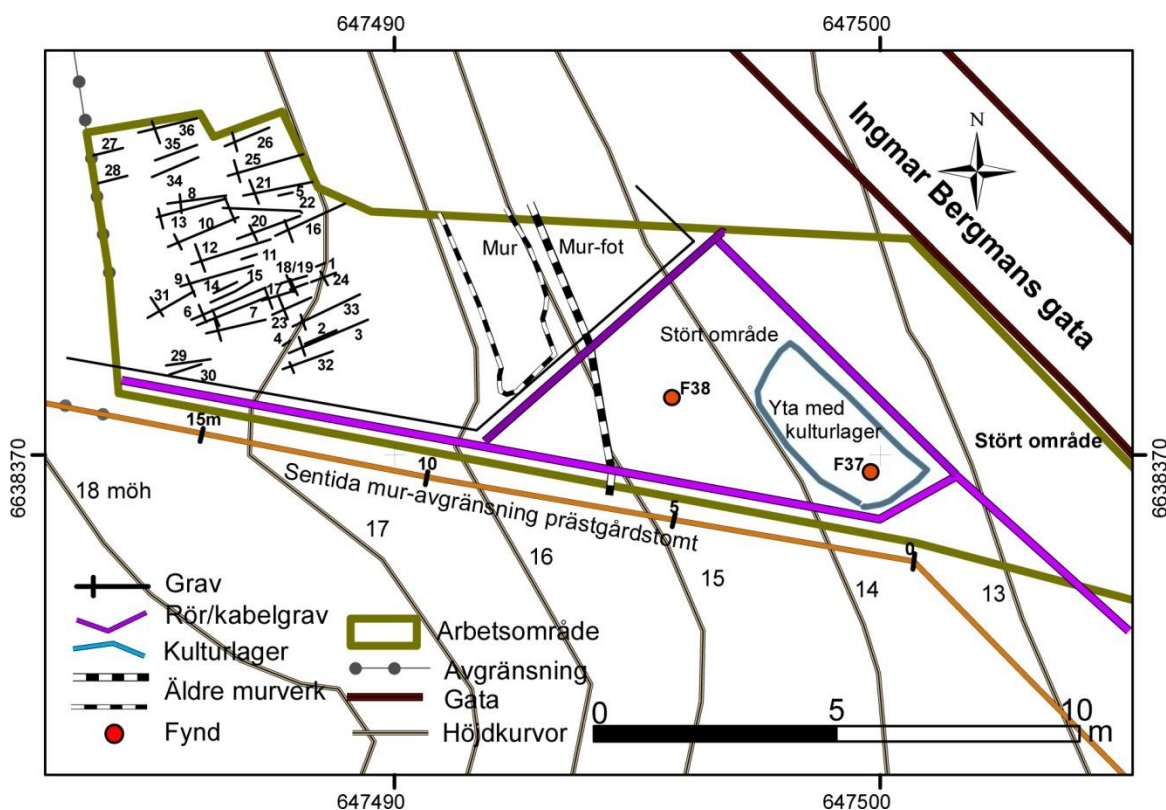 647490
647500
Ingmar Bergmans gata
N
36
27
35
26
28
25
34
8
21
5
22
13
10
20
16
12
11
9
14
15
18/19
1
24
31
6
17
7
23
33
2
4
3
32
29
30
Mur
Mur-fot
Stört område
F38
Yta med
kulturlager
F37
Stört område
6638370
6638370
15m
10
5
0
Sentida mur-avgränsning prästgårdstomt
18 möh
17
16
15
14
13
Grav
Rör/kabelgrav
Kulturlager
Äldre murverk
Fynd
Arbetsområde
Avgränsning
Gata
Höjdkurvor
0
5
10
m
647490
647500